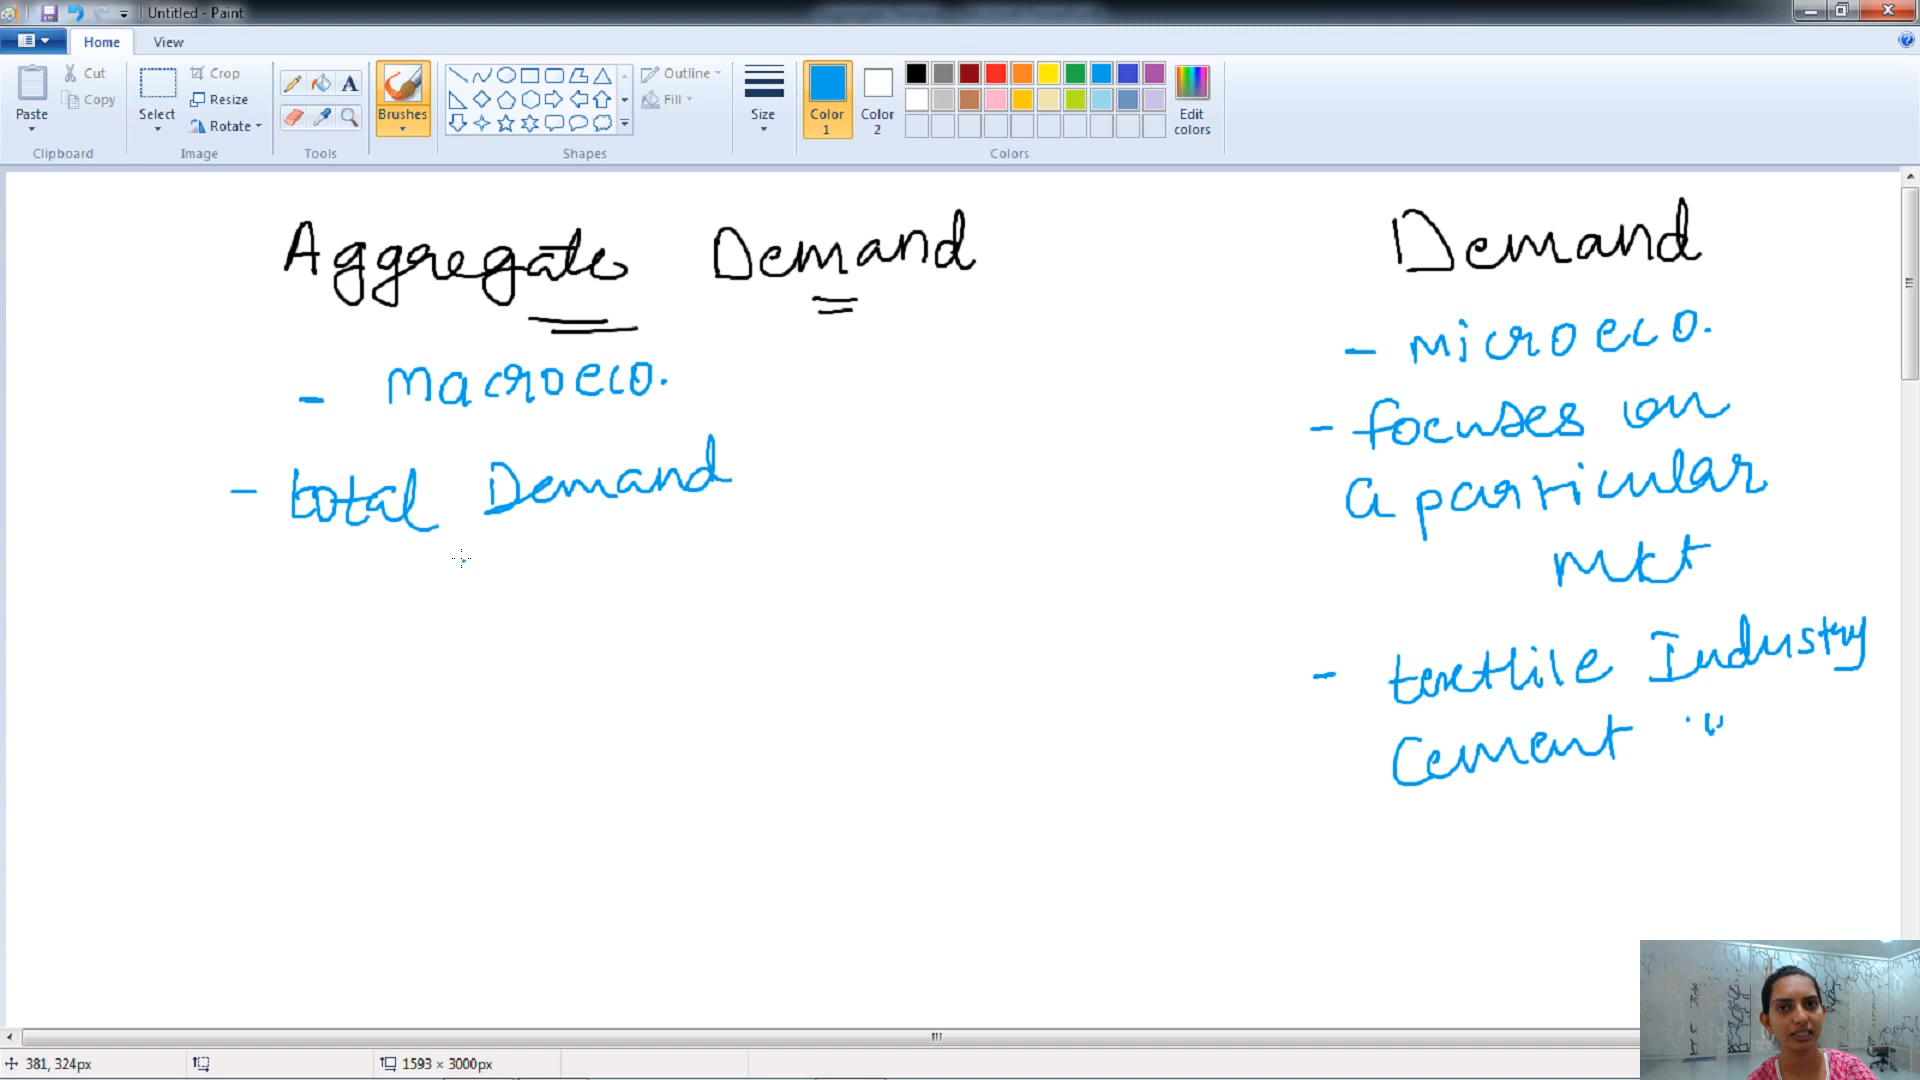 Untitled - Paint
Home View
Cut
Copy
Paste
Clipboard
Crop
Resize
Rotate
Select
Image
Tools
Brushes
Outline
Fill
Shapes
Size
Color 1
Color 2
Edit colors
Colors
Aggregate Demand
- Macroeco.
- total Demand
Demand
- Microeco.
- focuses on
a particular
Mkt
- textile Industry
Cement "
381, 324px
1593 × 3000px